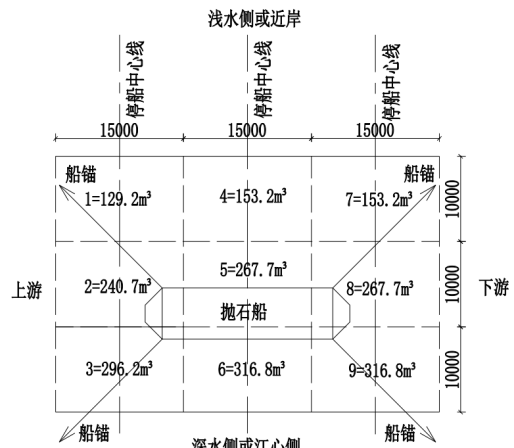 浅水侧或近岸
停船中心线
停船中心线
停船中心线
15000
15000
15000
船锚
船锚
1=129.2m³
4=153.2m³
7=153.2m³
10000
上游
2=240.7m³
5=267.7m³
8=267.7m³
10000
下游
抛石船
3=296.2m³
6=316.8m³
9=316.8m³
10000
船锚
船锚
深水侧或江心侧